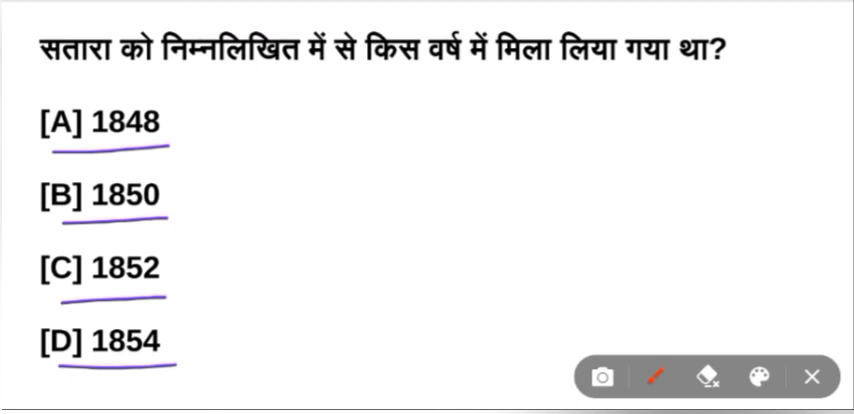 सतारा को निम्नलिखित में से किस वर्ष में मिला लिया गया था?
[A] 1848
[B] 1850
[C] 1852
[D] 1854